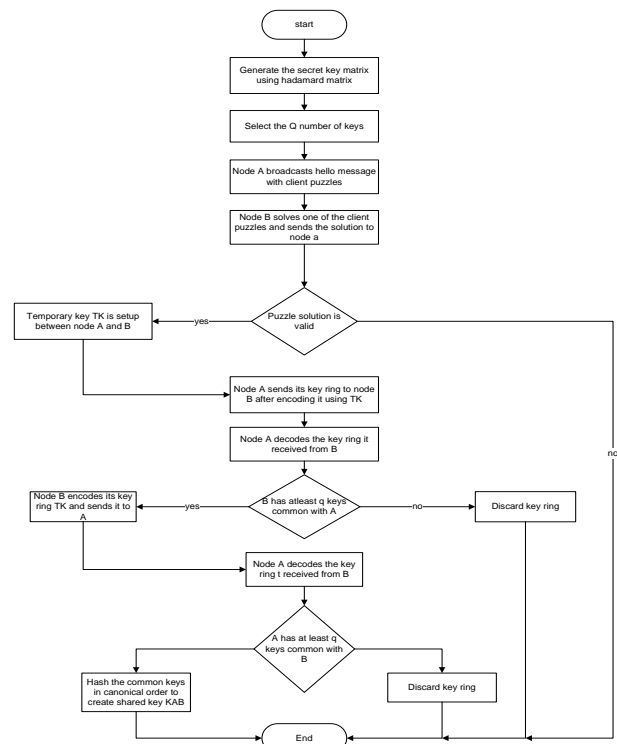 start
Generate the secret key matrix
using hadamard matrix
Select the Q number of keys
Node A broadcasts hello message
with client puzzles
Node B solves one of the client
puzzles and sends the solution to
node a
Puzzle solution is
valid
yes
Temporary key TK is setup
between node A and B
no
Node A sends its key ring to node
B after encoding it using TK
Node A decodes the key ring it
received from B
B has atleast q keys
common with A
yes
Node B encodes its key
ring TK and sends it to
A
no
Discard key ring
Node A decodes the key
ring t received from B
A has at least q
keys common with
B
Hash the common keys
in canonical order to
create shared key KAB
Discard key ring
End